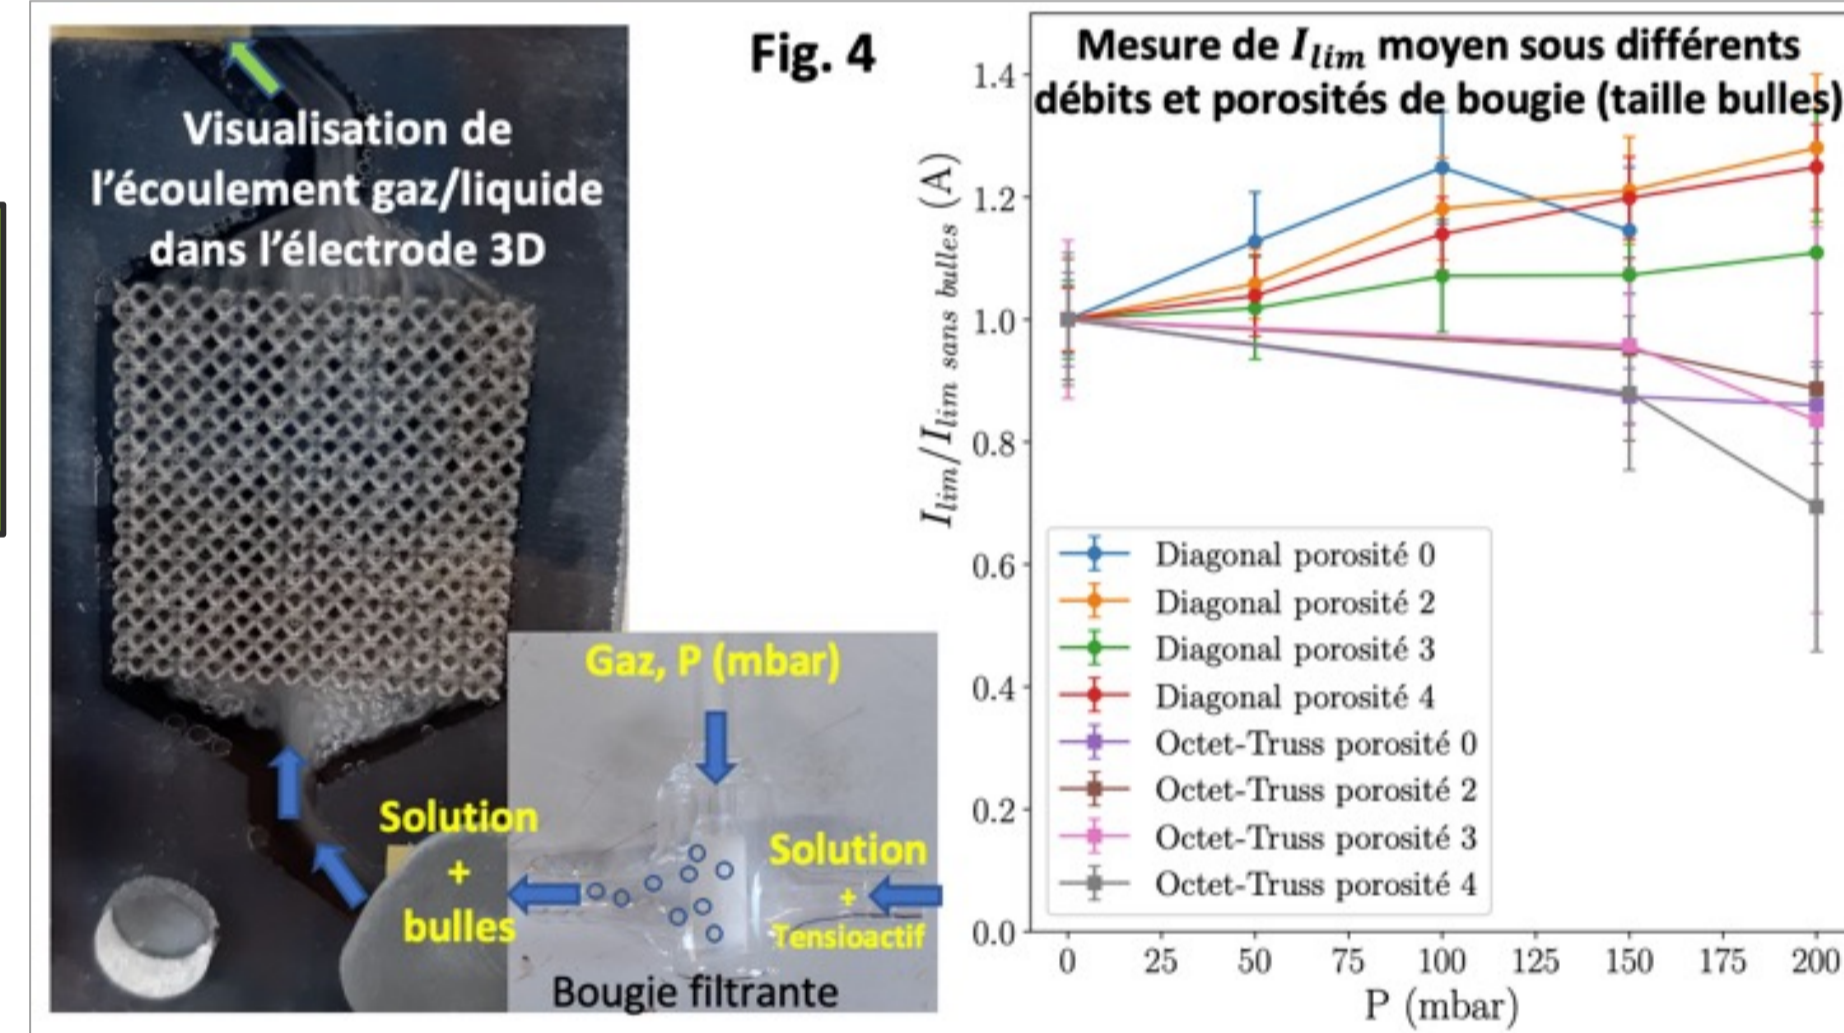 Fig. 4
Visualisation de
l'écoulement gaz/liquide
dans l'électrode 3D
Gaz, P (mbar)
Solution
+
bulles
Solution
+
Tensioactif
Bougie filtrante
Mesure de I_lim moyen sous différents
débits et porosités de bougie (taille bulles)
I_lim/I_lim sans bulles (A)
1.4
1.2
1.0
0.8
0.6
0.4
0.2
0.0
Diagonal porosité 0
Diagonal porosité 2
Diagonal porosité 3
Diagonal porosité 4
Octet-Truss porosité 0
Octet-Truss porosité 2
Octet-Truss porosité 3
Octet-Truss porosité 4
0 25 50 75 100 125 150 175 200
P (mbar)